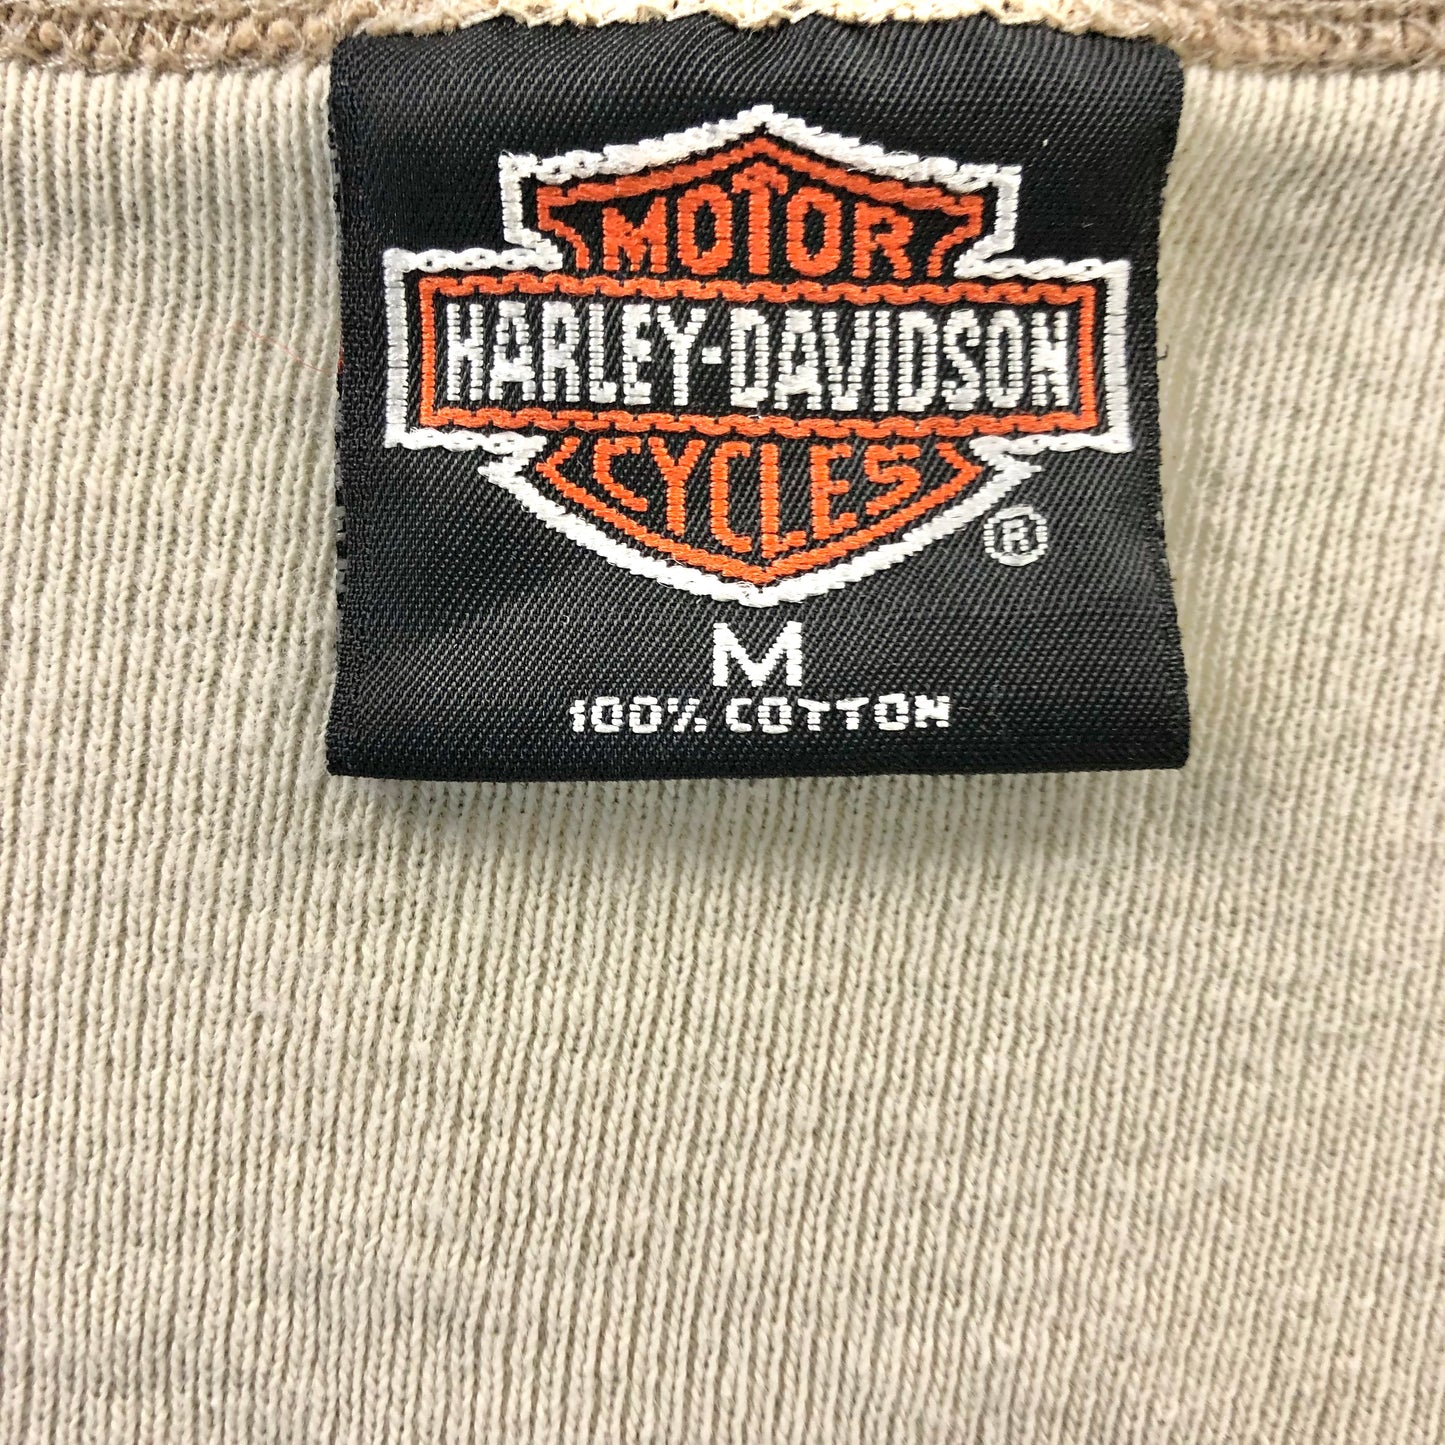 MOTOR
HARLEY-DAVIDSON
CYCLES
®
M
100% COTTON